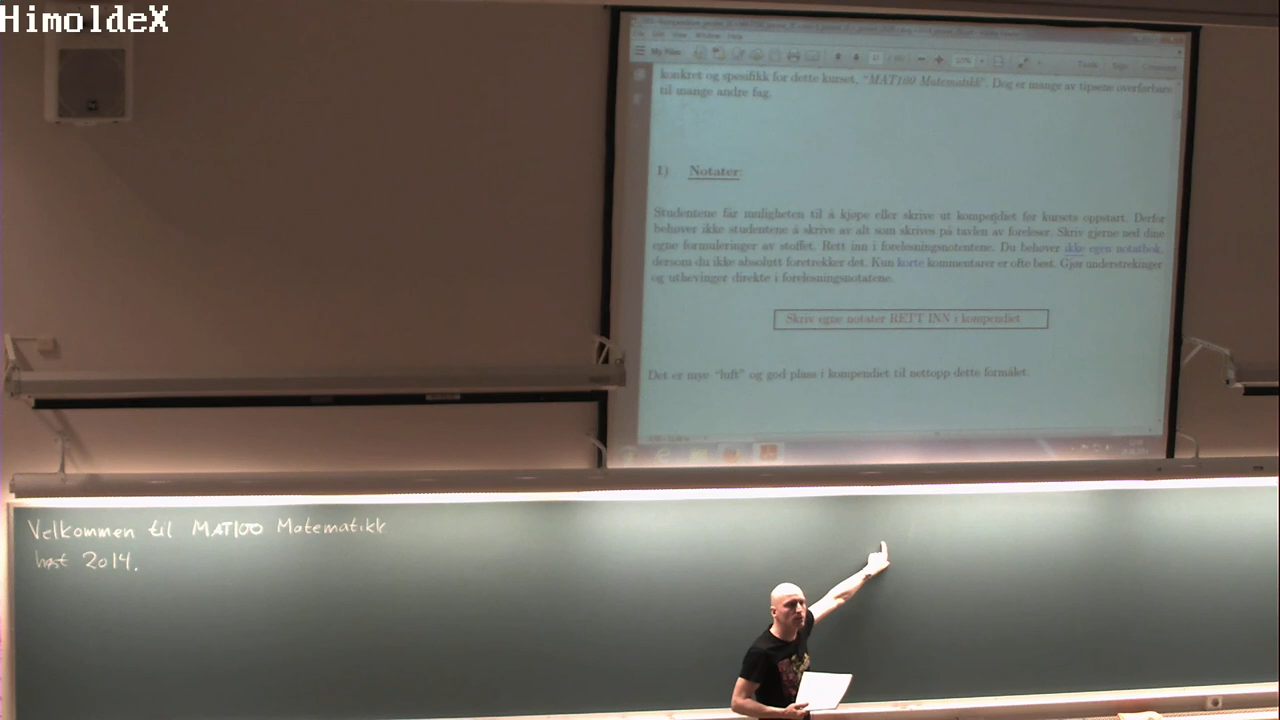 HimoldeX
My Files
konkret og spesifikk for dette kurset, "MAT100 Matematikk". Dog er mange av tipsene overførbare
til mange andre fag.
1) Notater:
Studentene får muligheten til å kjøpe eller skrive ut kompendiet før kursets oppstart. Derfor
behøver ikke studentene å skrive av alt som skrives på tavlen av foreleser. Skriv gjerne ned dine
egne formuleringer av stoffet. Rett inn i forelesningsnotentene. Du behøver ikke egen notatbok,
dersom du ikke absolutt foretrekker det. Kun korte kommentarer er ofte best. Gjør understrekinger
og uthevinger direkte i forelesningsnotatene.
Skriv egne notater RETT INN i kompendiet
Det er mye "luft" og god plass i kompendiet til nettopp dette formålet.
Velkommen til MAT100 Matematikk
høst 2014.